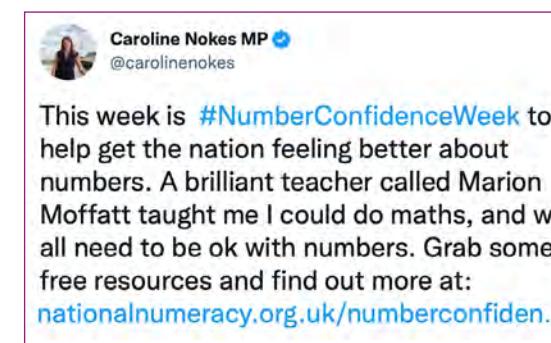 Caroline Nokes MP
@carolinenokes
This week is #NumberConfidenceWeek to
help get the nation feeling better about
numbers. A brilliant teacher called Marion
Moffatt taught me I could do maths, and w
all need to be ok with numbers. Grab some
free resources and find out more at:
nationalnumeracy.org.uk/numberconfiden.